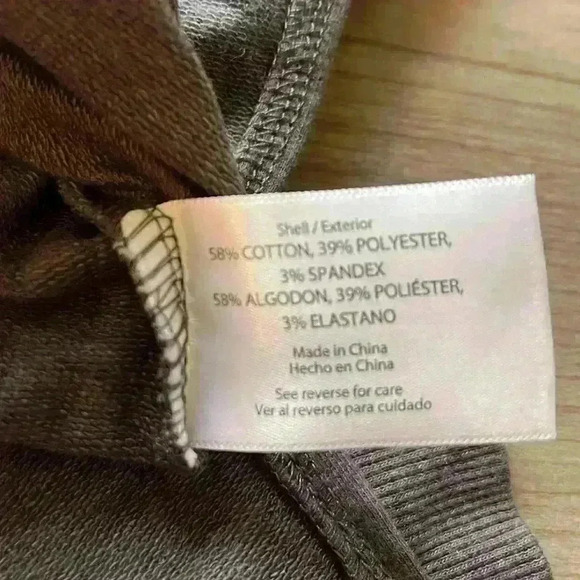 Shell / Exterior
58% COTTON, 39% POLYESTER,
3% SPANDEX
58% ALGODON, 39% POLIÉSTER,
3% ELASTANO
Made in China
Hecho en China
See reverse for care
Ver al reverso para cuidado